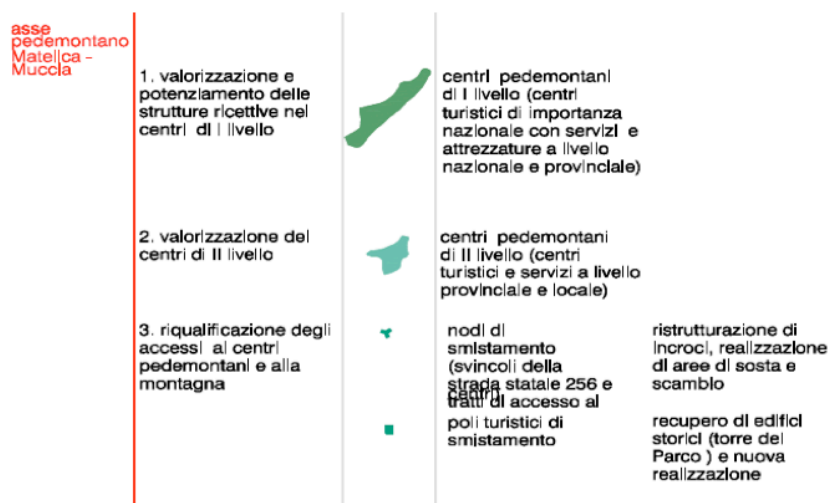 asse
pedemontano
Matelica -
Muccia
1. valorizzazione e
potenziamento delle
strutture ricettive nei
centri di I livello
centri pedemontani
di I livello (centri
turistici di importanza
nazionale con servizi e
attrezzature a livello
nazionale e provinciale)
2. valorizzazione dei
centri di II livello
centri pedemontani
di II livello (centri
turistici e servizi a livello
provinciale e locale)
3. riqualificazione degli
accessi ai centri
pedemontani e alla
montagna
nodi di
smistamento
(svincoli della
strada statale 256 e
tratti di accesso ai
centri)
ristrutturazione di
incroci, realizzazione
di aree di sosta e
scambio
poli turistici di
smistamento
recupero di edifici
storici (torre del
Parco ) e nuova
realizzazione